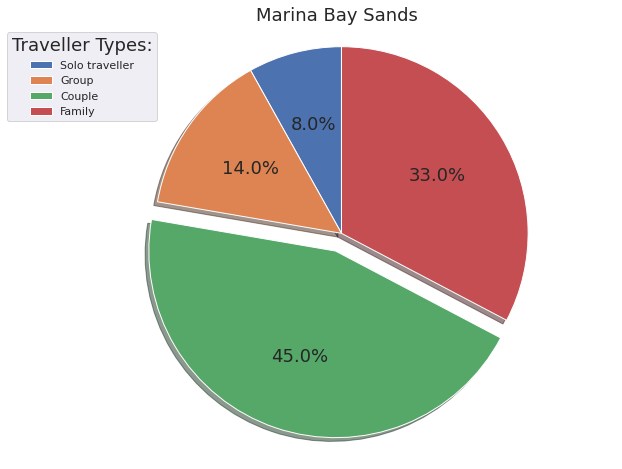 Marina Bay Sands
Traveller Types:
Solo traveller
Group
Couple
Family
8.0%
14.0%
33.0%
45.0%